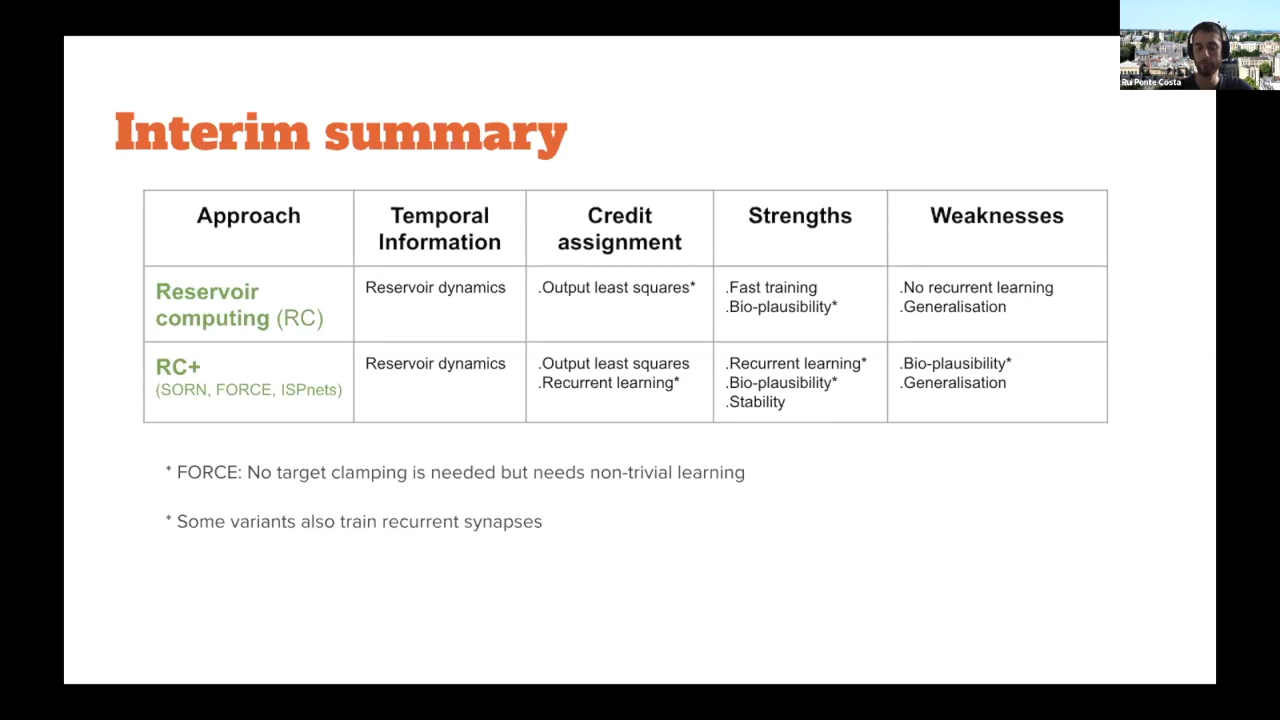 Rui Ponte Costa
Interim summary
Approach
Temporal
Information
Credit
assignment
Strengths
Weaknesses
Reservoir
computing (RC)
Reservoir dynamics
.Output least squares*
.Fast training
.Bio-plausibility*
.No recurrent learning
.Generalisation
RC+
(SORN, FORCE, ISPnets)
Reservoir dynamics
.Output least squares
.Recurrent learning*
.Recurrent learning*
.Bio-plausibility*
.Stability
.Bio-plausibility*
.Generalisation
* FORCE: No target clamping is needed but needs non-trivial learning
* Some variants also train recurrent synapses